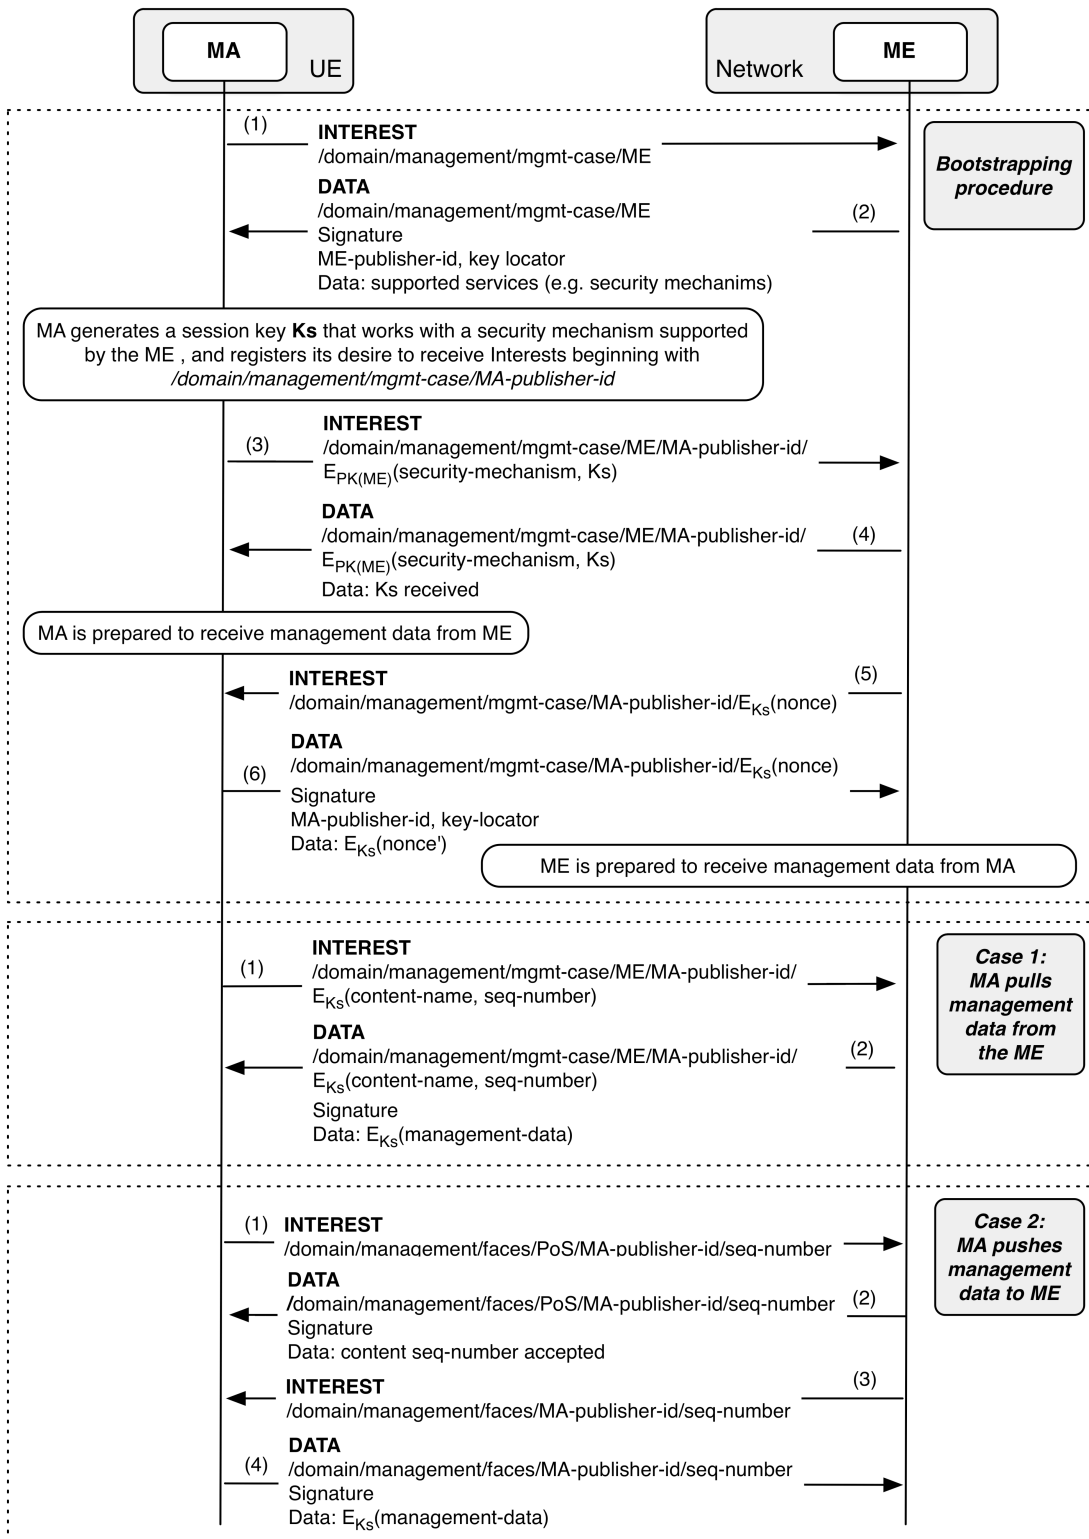 MA
UE
ME
Network
(1)
INTEREST
/domain/management/mgmt-case/ME
Bootstrapping
procedure
DATA
/domain/management/mgmt-case/ME
(2)
Signature
ME-publisher-id, key locator
Data: supported services (e.g. security mechanims)
MA generates a session key Ks that works with a security mechanism supported
by the ME , and registers its desire to receive Interests beginning with
/domain/management/mgmt-case/MA-publisher-id
INTEREST
(3)
/domain/management/mgmt-case/ME/MA-publisher-id/
EPK(ME)(security-mechanism, Ks)
DATA
/domain/management/mgmt-case/ME/MA-publisher-id/
(4)
EPK(ME)(security-mechanism, Ks)
Data: Ks received
MA is prepared to receive management data from ME
INTEREST
(5)
/domain/management/mgmt-case/MA-publisher-id/EKs(nonce)
DATA
/domain/management/mgmt-case/MA-publisher-id/EKs(nonce)
(6)
Signature
MA-publisher-id, key-locator
Data: EKs(nonce')
ME is prepared to receive management data from MA
INTEREST
(1)
/domain/management/mgmt-case/ME/MA-publisher-id/
EKs(content-name, seq-number)
Case 1:
MA pulls
management
data from
the ME
DATA
/domain/management/mgmt-case/ME/MA-publisher-id/
(2)
EKs(content-name, seq-number)
Signature
Data: EKs(management-data)
(1)
INTEREST
/domain/management/faces/PoS/MA-publisher-id/seq-number
Case 2:
MA pushes
management
data to ME
DATA
/domain/management/faces/PoS/MA-publisher-id/seq-number
(2)
Signature
Data: content seq-number accepted
INTEREST
(3)
/domain/management/faces/MA-publisher-id/seq-number
DATA
(4)
/domain/management/faces/MA-publisher-id/seq-number
Signature
Data: EKs(management-data)